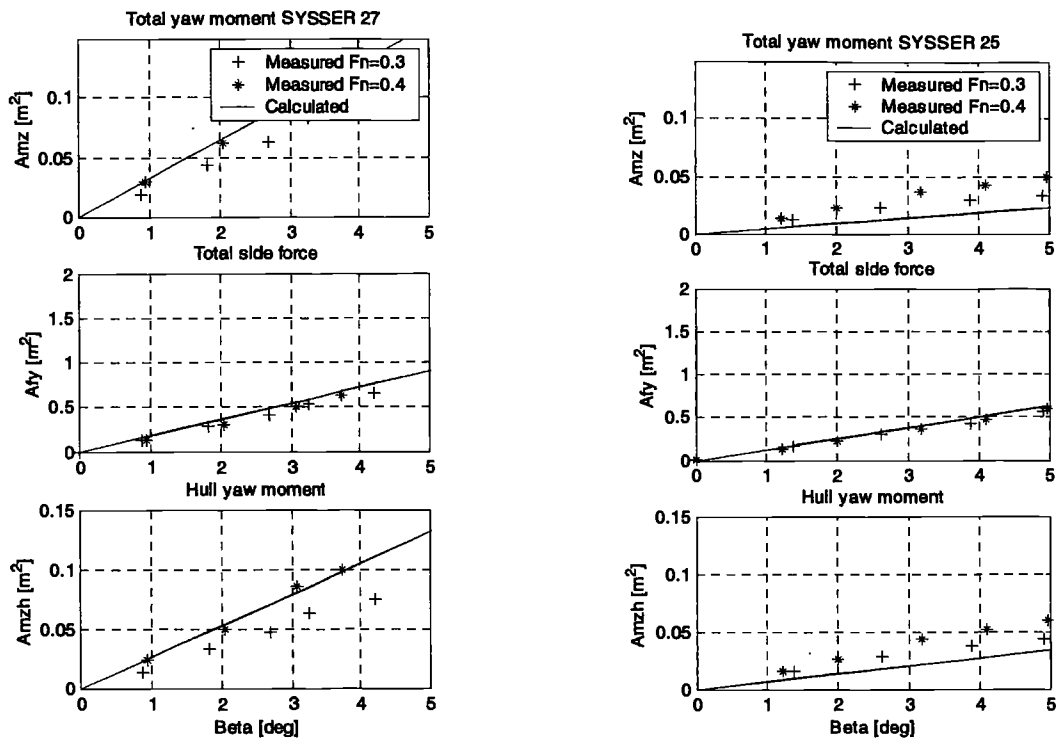 Total yaw moment SYSSER 27
Amz [m²]
0.1
0.05
0
+ Measured Fn=0.3
* Measured Fn=0.4
Calculated
0 1 2 3 4 5
Total side force
Afy [m²]
2
1.5
1
0.5
0
0 1 2 3 4 5
Hull yaw moment
Amzh [m²]
0.15
0.1
0.05
0
0 1 2 3 4 5
Beta [deg]
Total yaw moment SYSSER 25
Amz [m²]
0.1
0.05
0
+ Measured Fn=0.3
* Measured Fn=0.4
Calculated
0 1 2 3 4 5
Total side force
Afy [m²]
2
1.5
1
0.5
0
0 1 2 3 4 5
Hull yaw moment
Amzh [m²]
0.15
0.1
0.05
0
0 1 2 3 4 5
Beta [deg]